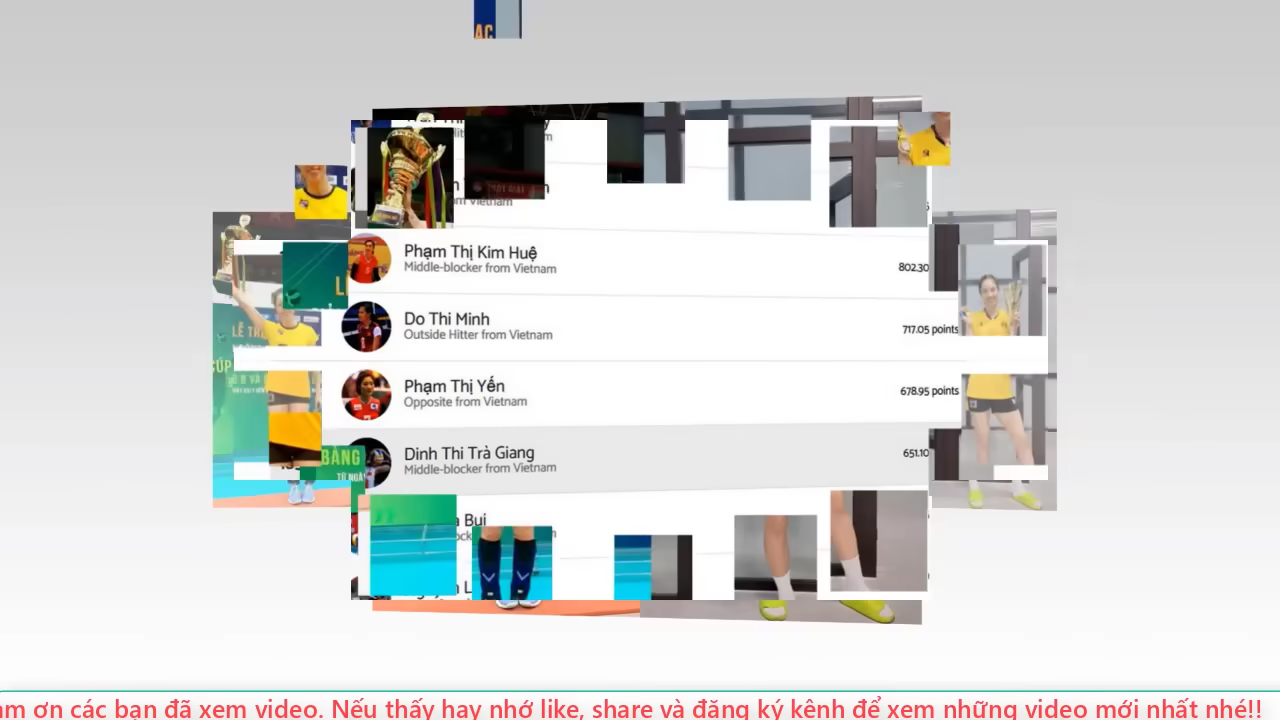 AC
Phạm Thị Kim Huệ
Middle-blocker from Vietnam
802.30
Do Thi Minh
Outside Hitter from Vietnam
717.05 points
Phạm Thị Yến
Opposite from Vietnam
678.95 points
Dinh Thi Trà Giang
Middle-blocker from Vietnam
651.10
BẢNG
TỪ NGÀ
Bui
ơn các bạn đã xem video. Nếu thấy hay nhớ like, share và đăng ký kênh để xem những video mới nhất nhé!!